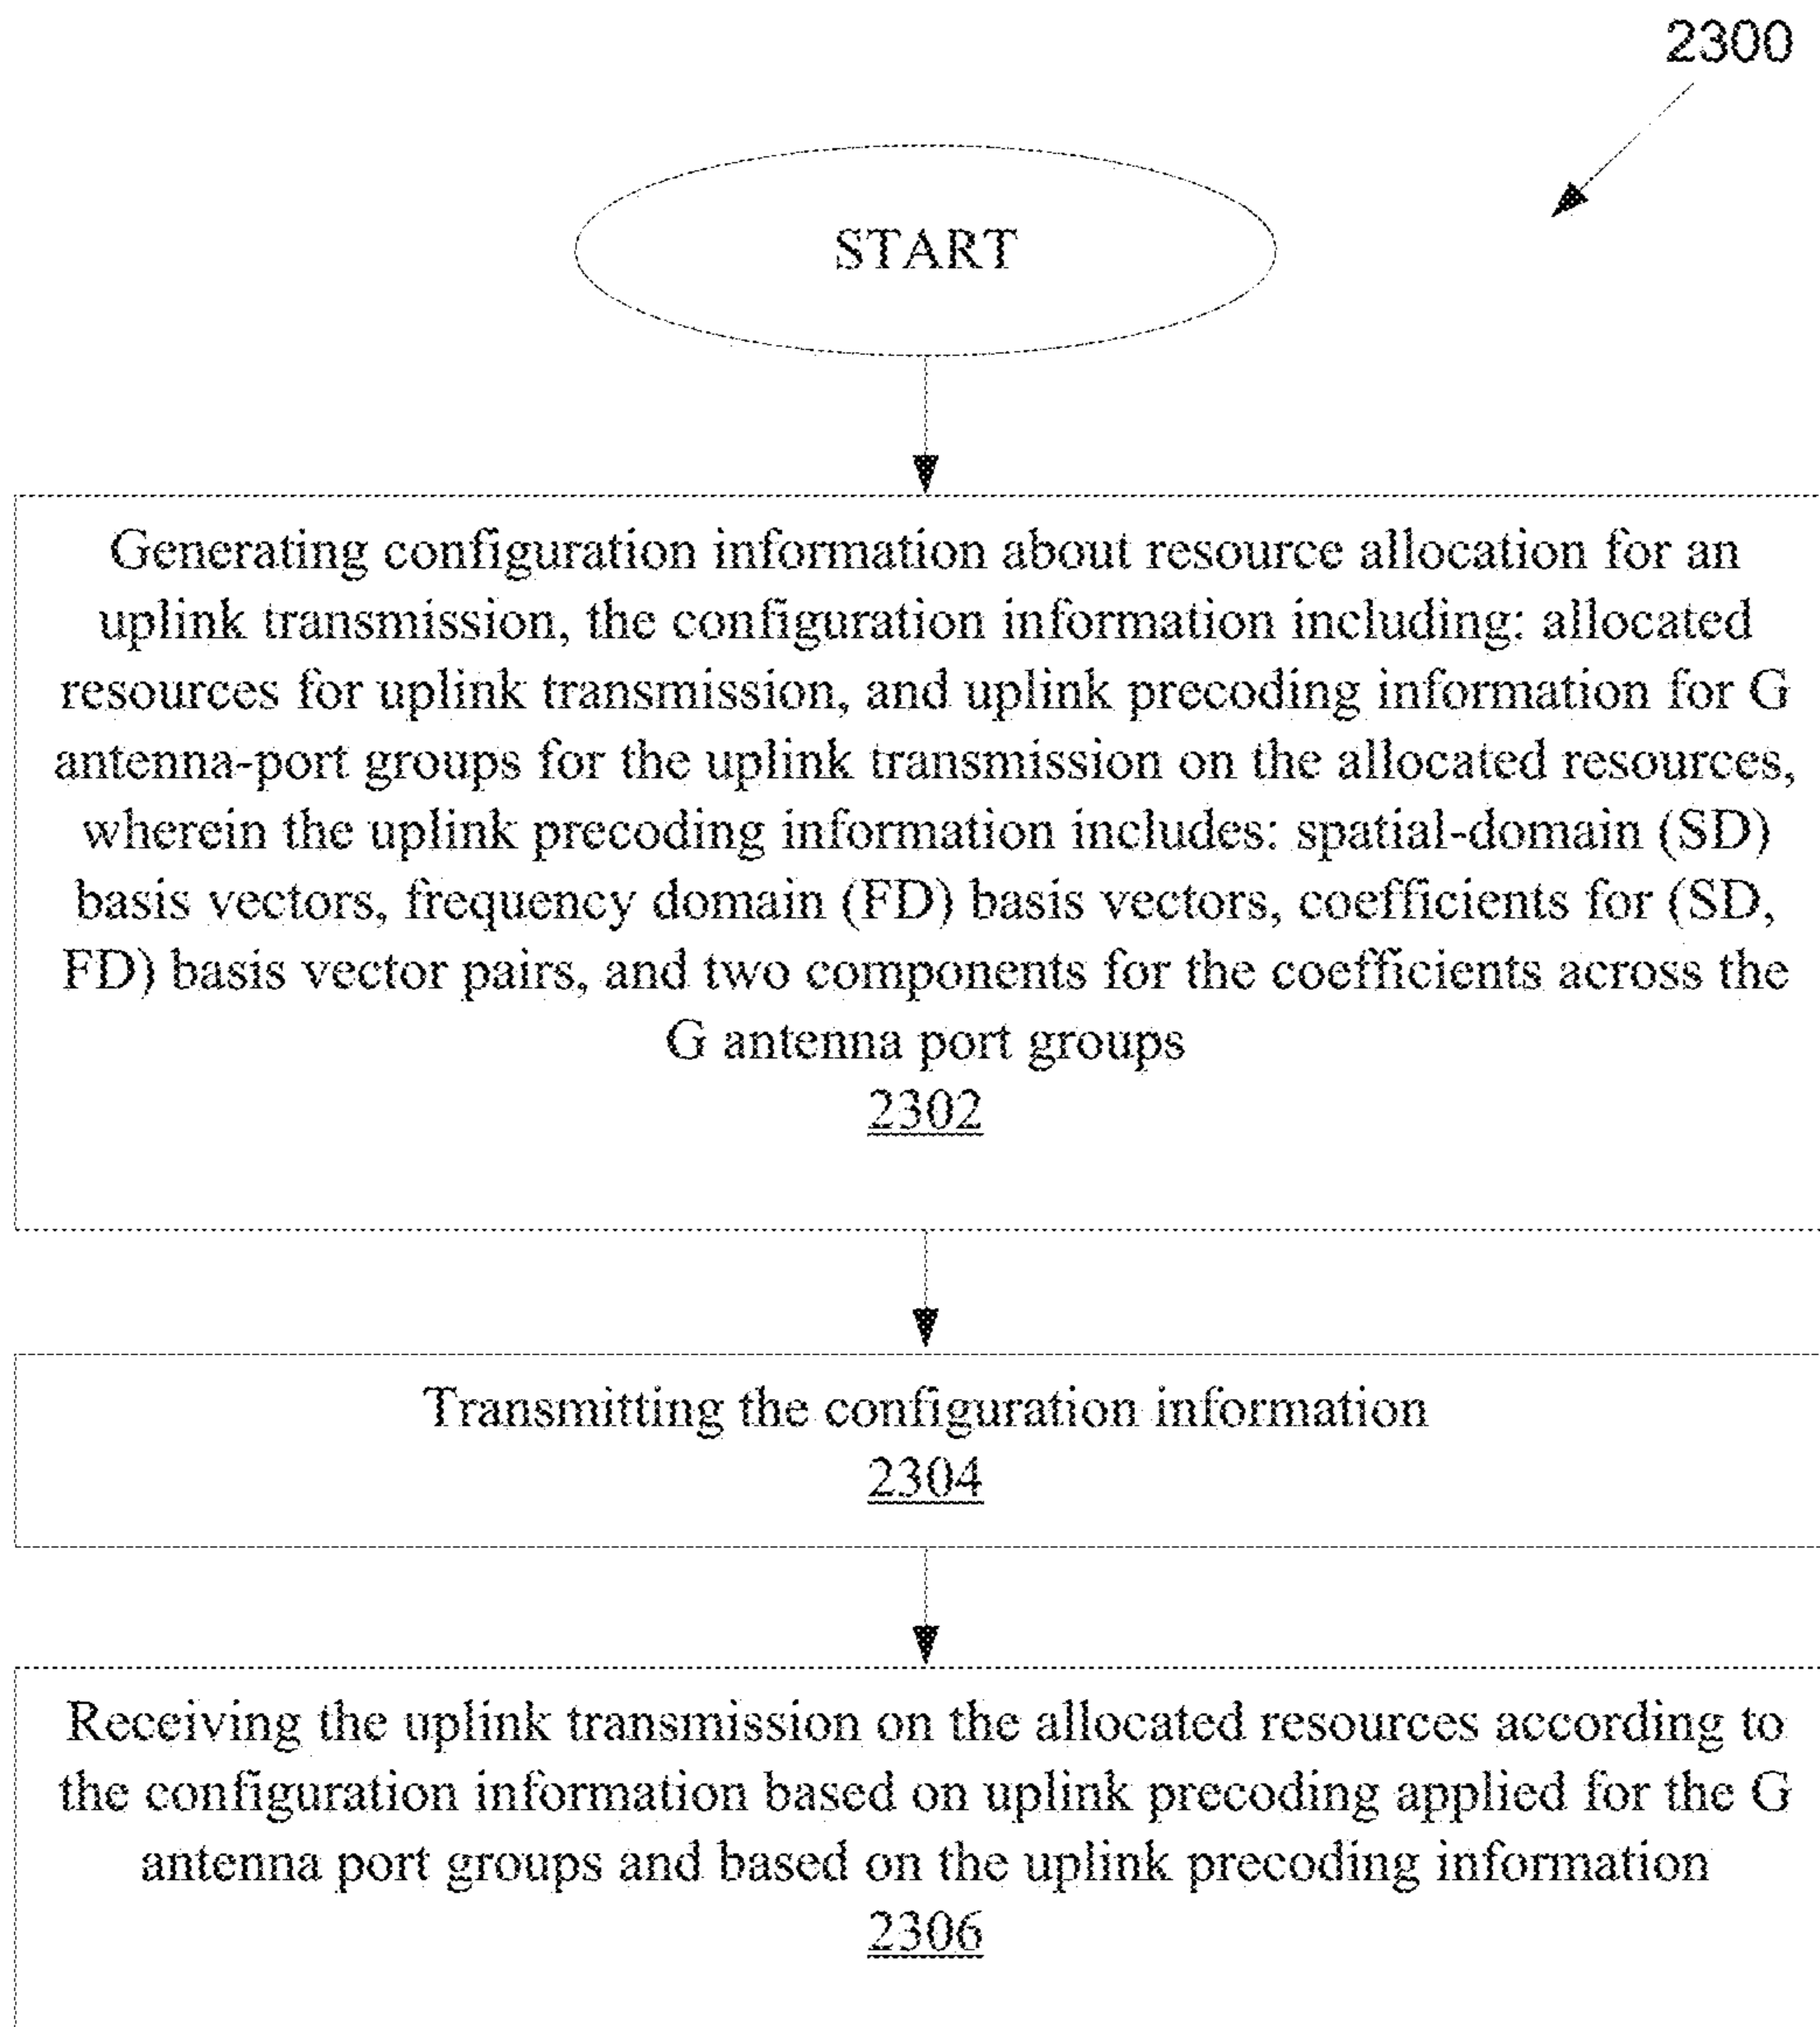 2300
START
Generating configuration information about resource allocation for an
uplink transmission, the configuration information including: allocated
resources for uplink transmission, and uplink precoding information for G
antenna-port groups for the uplink transmission on the allocated resources,
wherein the uplink precoding information includes: spatial-domain (SD)
basis vectors, frequency domain (FD) basis vectors, coefficients for (SD,
FD) basis vector pairs, and two components for the coefficients across the
G antenna port groups
2302
Transmitting the configuration information
2304
Receiving the uplink transmission on the allocated resources according to
the configuration information based on uplink precoding applied for the G
antenna port groups and based on the uplink precoding information
2306